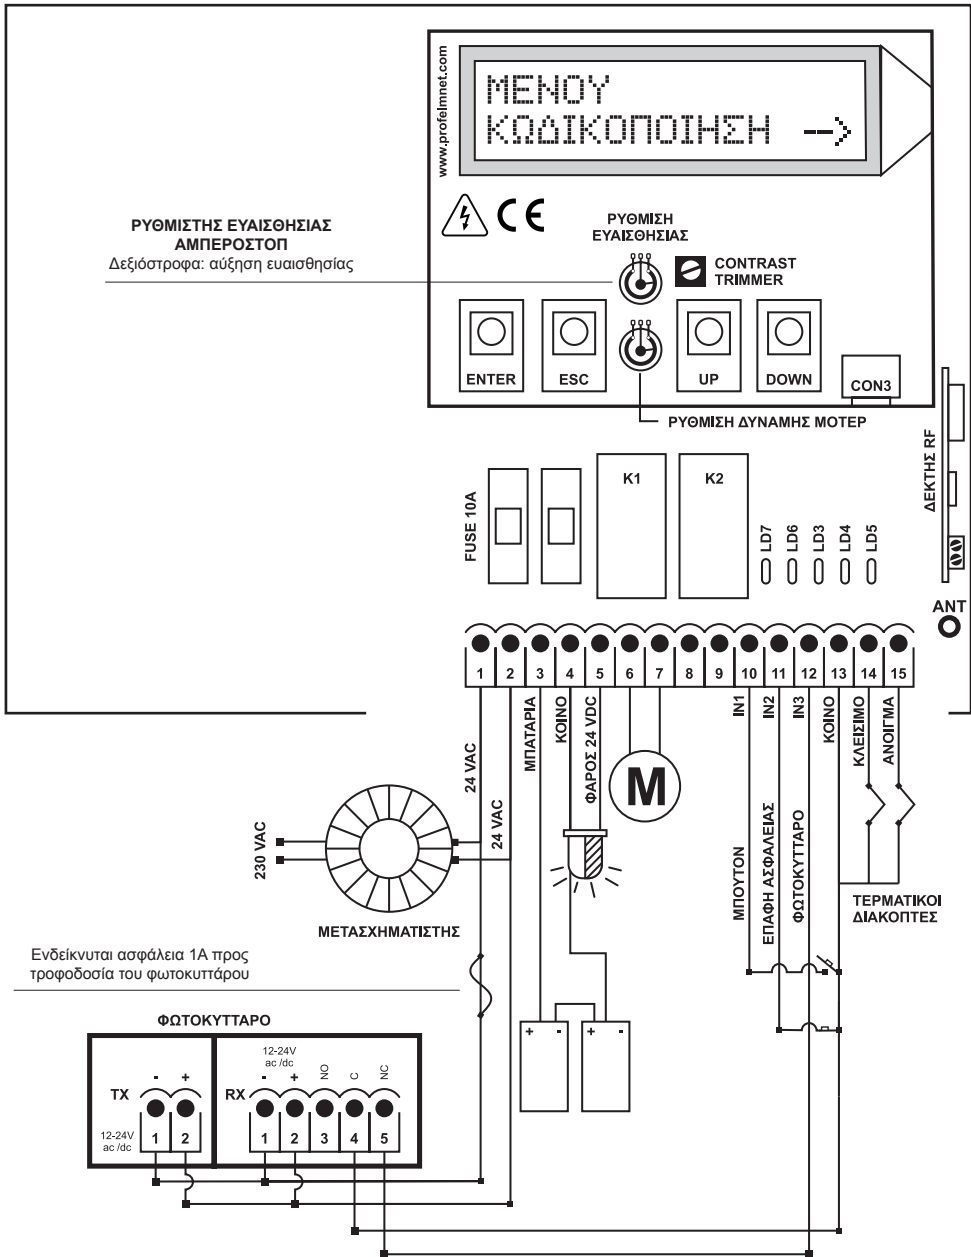 www.profelmnet.com
ΜΕΝΟΥ
ΚΩΔΙΚΟΠΟΙΗΣΗ -->
CE
ΡΥΘΜΙΣΤΗΣ ΕΥΑΙΣΘΗΣΙΑΣ
ΑΜΠΕΡΟΣΤΟΠ
Δεξιόστροφα: αύξηση ευαισθησίας
ΡΥΘΜΙΣΗ
ΕΥΑΙΣΘΗΣΙΑΣ
CONTRAST
TRIMMER
ENTER
ESC
UP
DOWN
CON3
ΡΥΘΜΙΣΗ ΔΥΝΑΜΗΣ ΜΟΤΕΡ
ΔΕΚΤΗΣ RF
FUSE 10A
K1
K2
LD7
LD6
LD3
LD4
LD5
ANT
1 2 3 4 5 6 7 8 9 10 11 12 13 14 15
24 VAC
24 VAC
ΜΠΑΤΑΡΙΑ
ΚΟΙΝΟ
ΦΑΡΟΣ 24 VDC
IN1
IN2
IN3
ΚΟΙΝΟ
ΚΛΕΙΣΙΜΟ
ΑΝΟΙΓΜΑ
M
230 VAC
ΜΕΤΑΣΧΗΜΑΤΙΣΤΗΣ
ΜΠΟΥΤΟΝ
ΕΠΑΦΗ ΑΣΦΑΛΕΙΑΣ
ΦΩΤΟΚΥΤΤΑΡΟ
ΤΕΡΜΑΤΙΚΟΙ
ΔΙΑΚΟΠΤΕΣ
Ενδείκνυται ασφάλεια 1Α προς
τροφοδοσία του φωτοκυττάρου
+ - + -
ΦΩΤΟΚΥΤΤΑΡΟ
TX
- +
12-24V
ac /dc
1 2
RX
12-24V
ac /dc
- + NO C NC
1 2 3 4 5